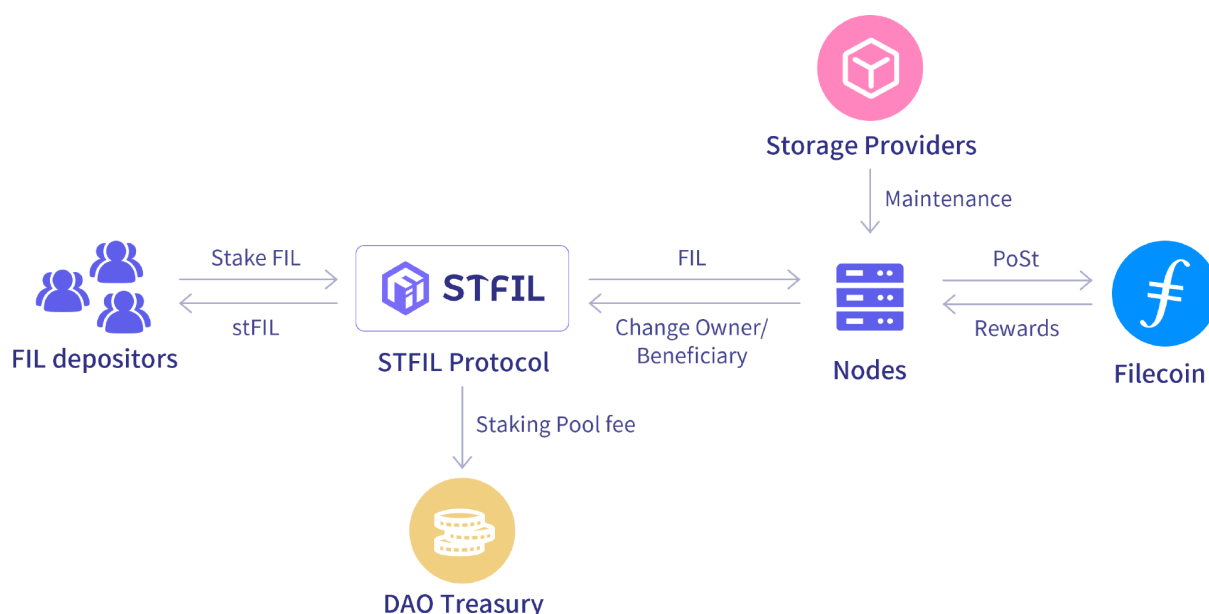 Storage Providers
Maintenance
Stake FIL
stFIL
FIL depositors
STFIL
STFIL Protocol
FIL
Change Owner/
Beneficiary
Nodes
PoSt
Rewards
Filecoin
Staking Pool fee
DAO Treasury